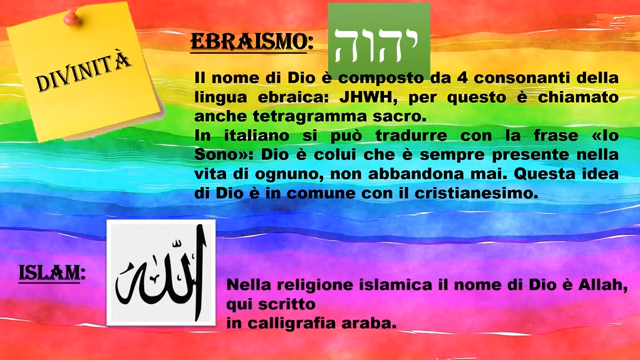 DIVINITÀ
EBRAISMO:
יהוה
Il nome di Dio è composto da 4 consonanti della
lingua ebraica: JHWH, per questo è chiamato
anche tetragramma sacro.
In italiano si può tradurre con la frase «Io
Sono»: Dio è colui che è sempre presente nella
vita di ognuno, non abbandona mai. Questa idea
di Dio è in comune con il cristianesimo.
ISLAM:
الله
Nella religione islamica il nome di Dio è Allah,
qui scritto
in calligrafia araba.